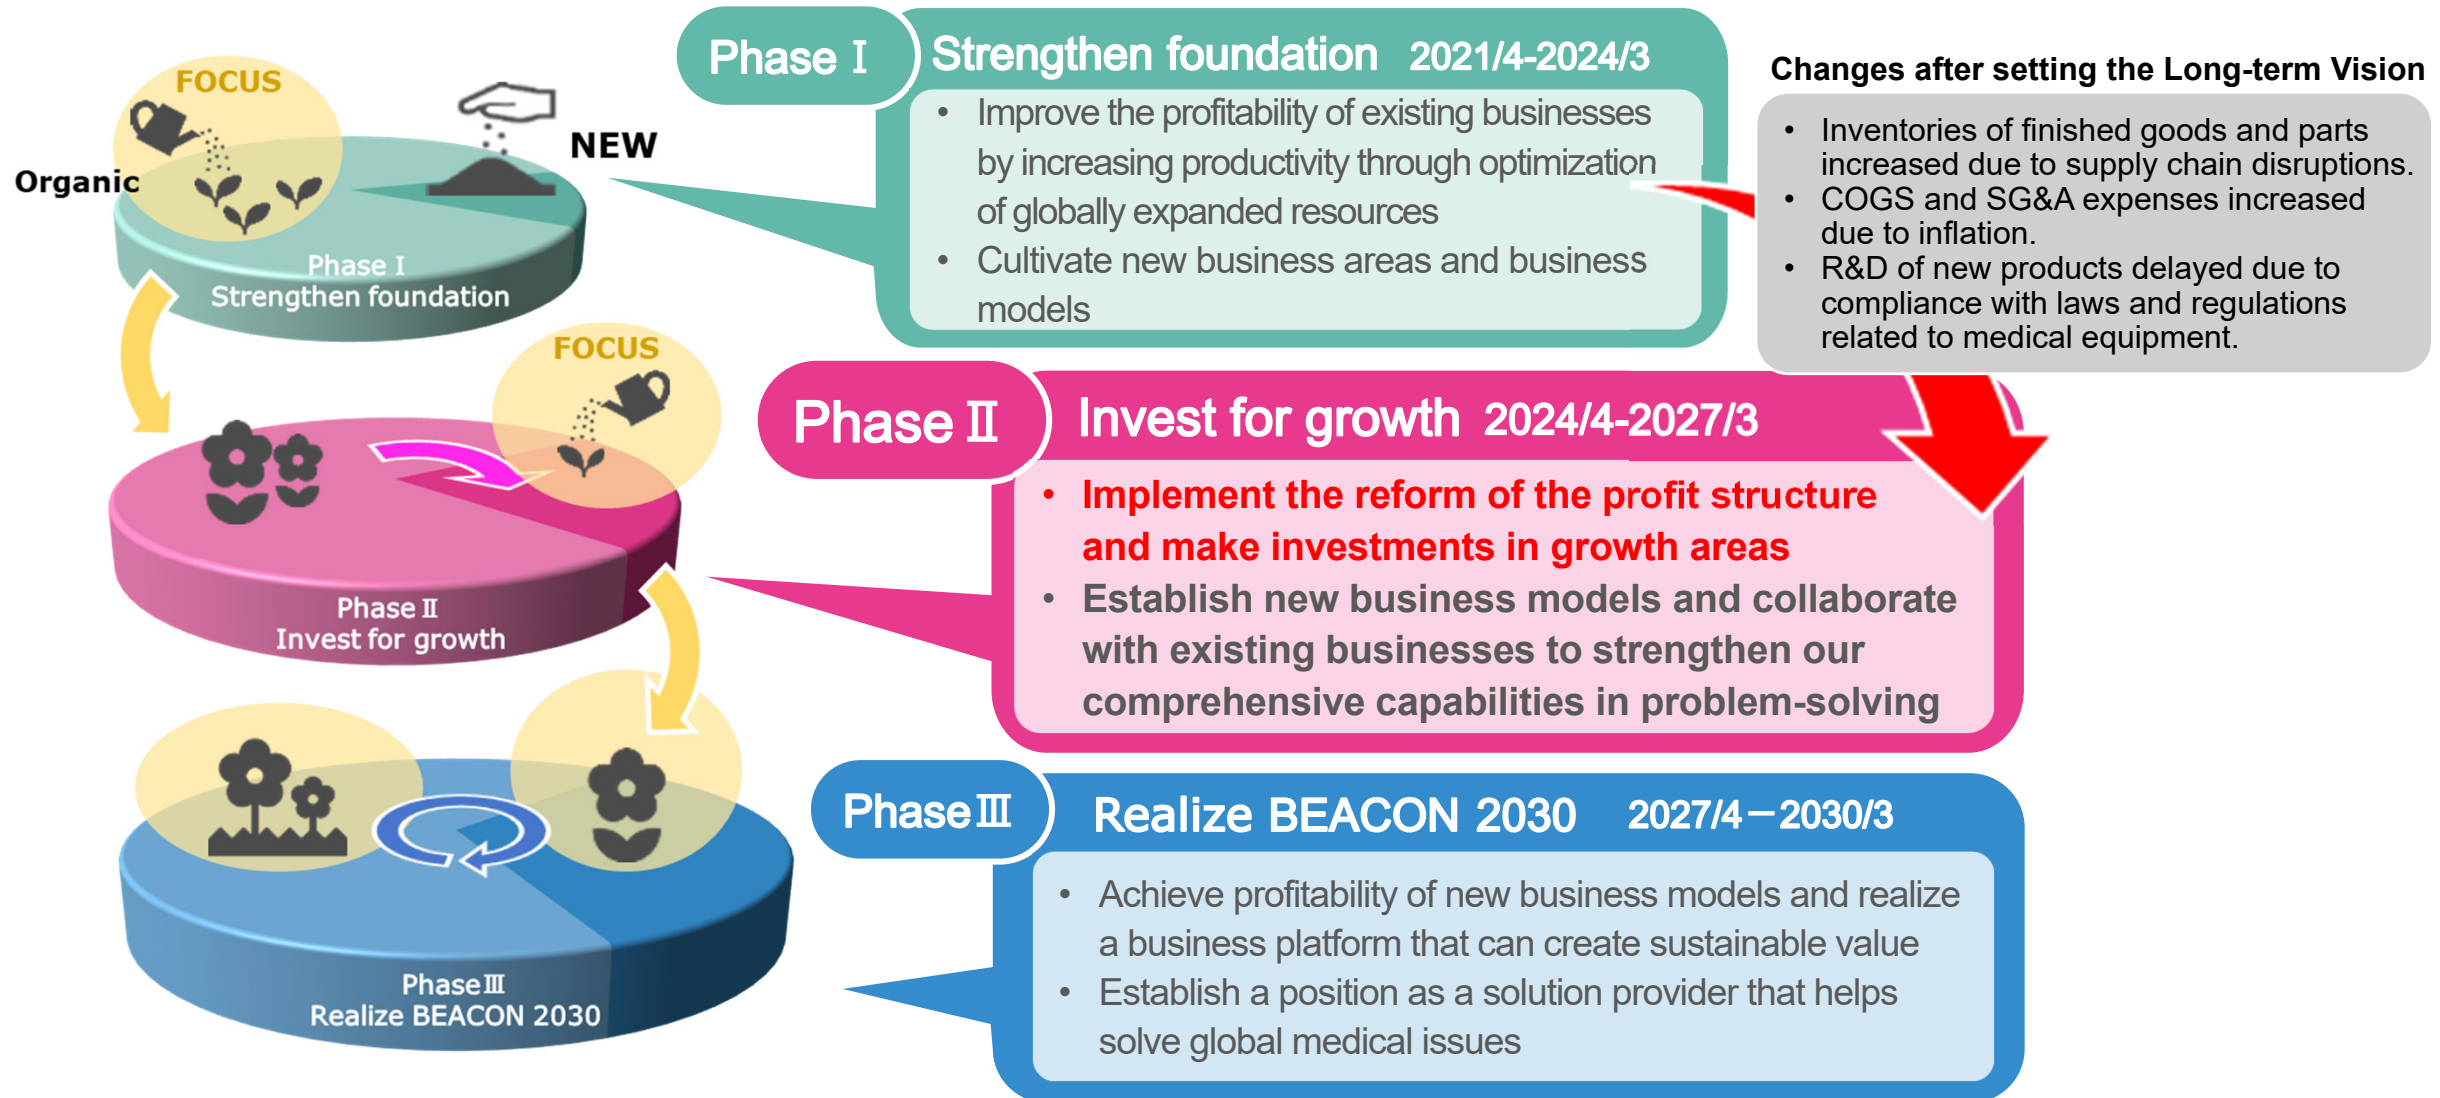 FOCUS
NEW
Organic
Phase Ⅰ
Strengthen foundation
Phase Ⅰ
Strengthen foundation 2021/4-2024/3
• Improve the profitability of existing businesses
by increasing productivity through optimization
of globally expanded resources
• Cultivate new business areas and business
models
Changes after setting the Long-term Vision
• Inventories of finished goods and parts
increased due to supply chain disruptions.
• COGS and SG&A expenses increased
due to inflation.
• R&D of new products delayed due to
compliance with laws and regulations
related to medical equipment.
FOCUS
Phase Ⅱ
Invest for growth
Phase Ⅱ
Invest for growth 2024/4-2027/3
• Implement the reform of the profit structure
and make investments in growth areas
• Establish new business models and collaborate
with existing businesses to strengthen our
comprehensive capabilities in problem-solving
Phase Ⅲ
Realize BEACON 2030
Phase Ⅲ
Realize BEACON 2030 2027/4－2030/3
• Achieve profitability of new business models and realize
a business platform that can create sustainable value
• Establish a position as a solution provider that helps
solve global medical issues